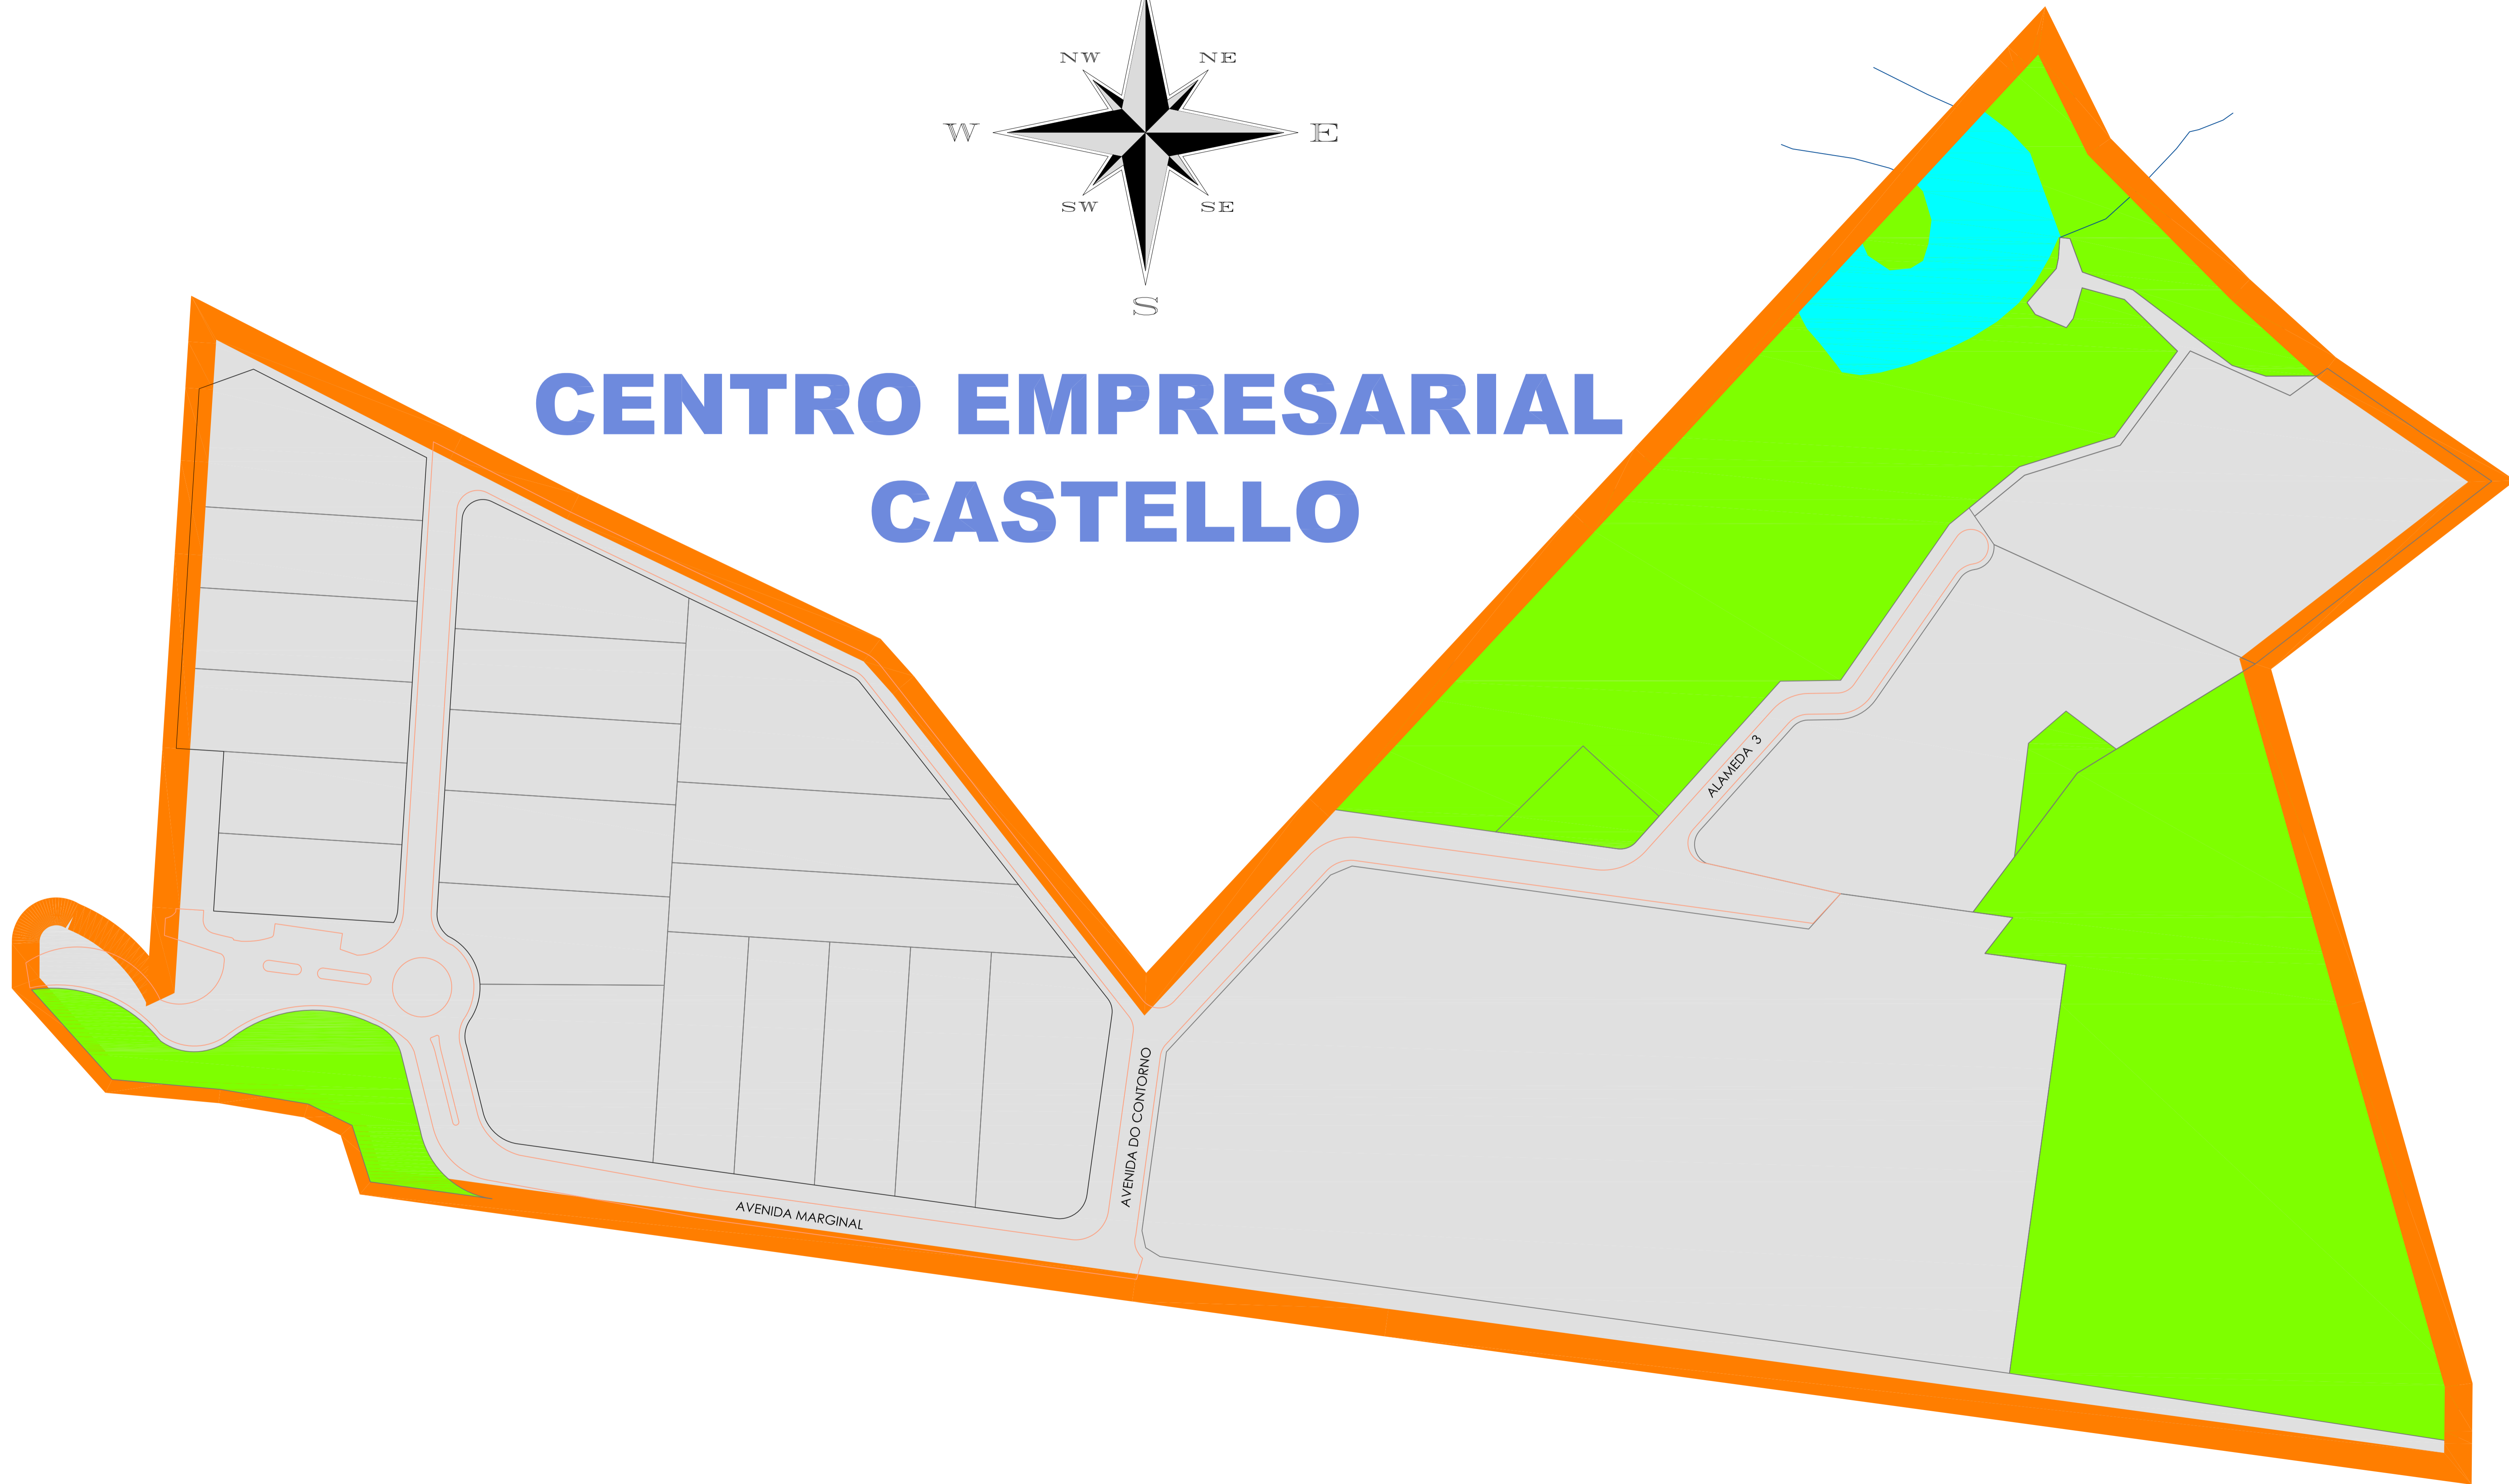 NW NE
W E
SW SE
S
CENTRO EMPRESARIAL
CASTELLO
ALAMEDA 3
AVENIDA DO CONTORNO
AVENIDA MARGINAL